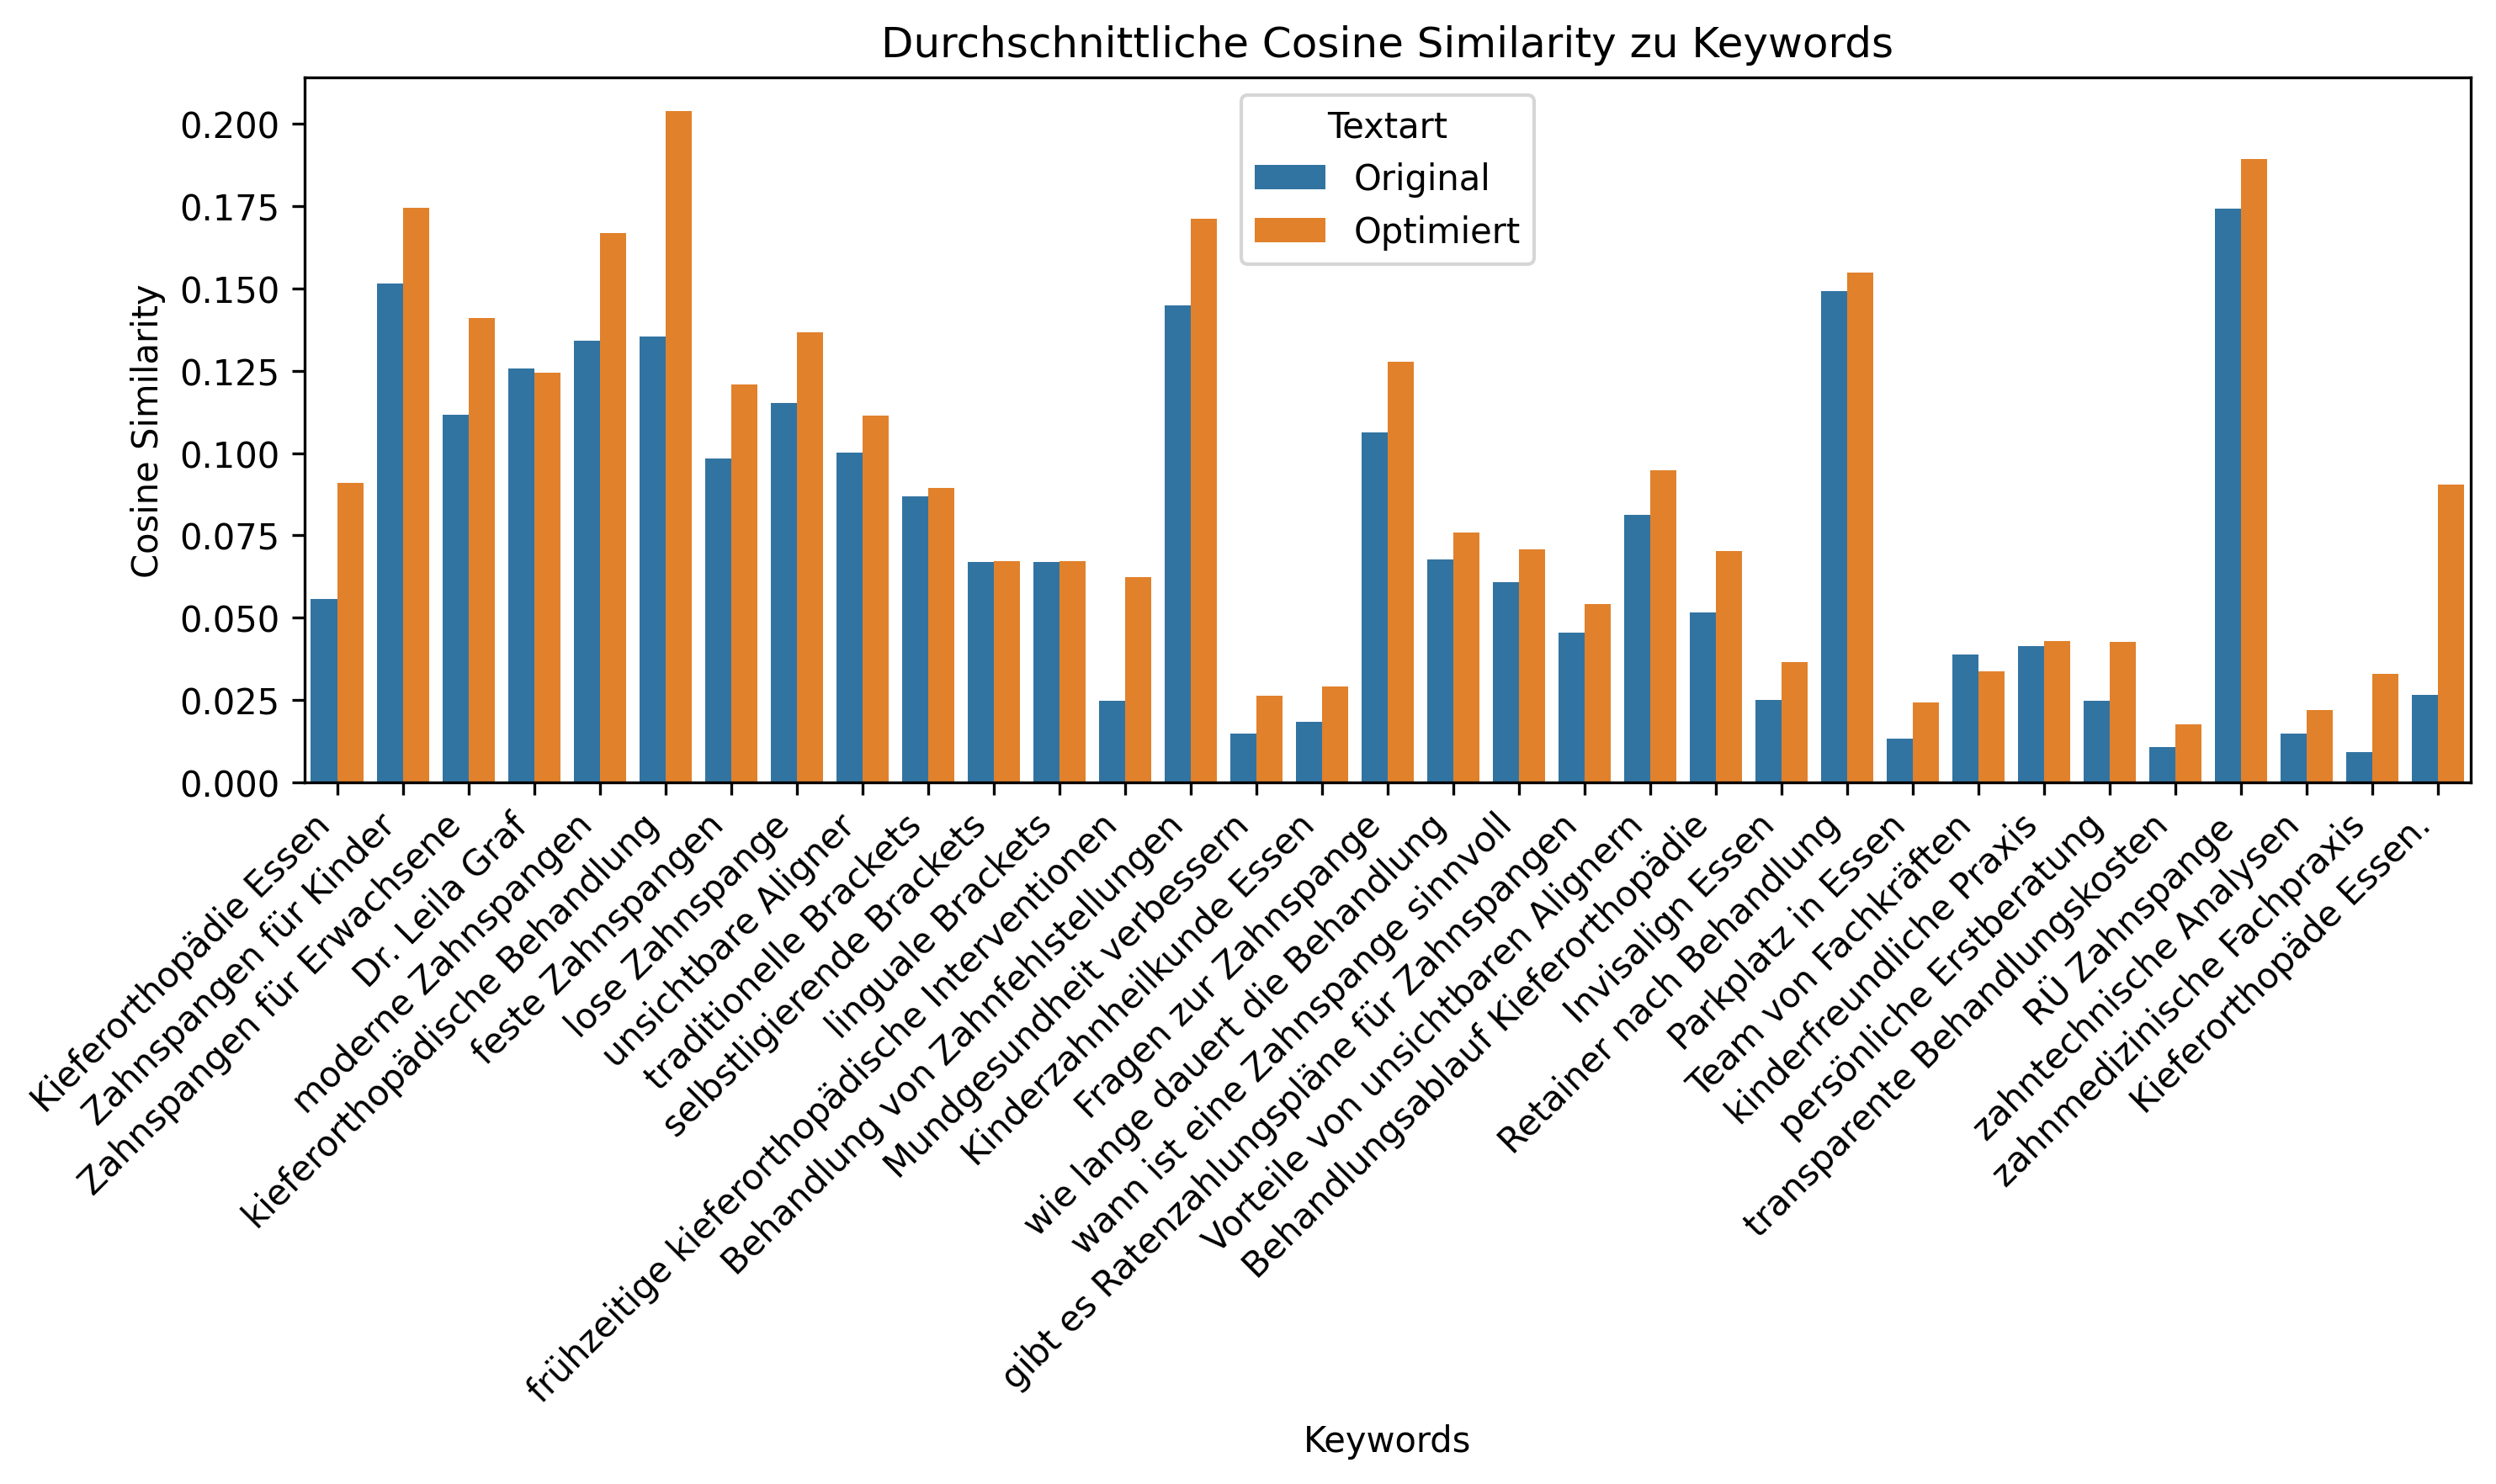 Durchschnittliche Cosine Similarity zu Keywords
Textart
Original
Optimiert
Cosine Similarity
0.200
0.175
0.150
0.125
0.100
0.075
0.050
0.025
0.000
Kieferorthopädie Essen
Zahnspangen für Kinder
Zahnspangen für Erwachsene
Dr. Leila Graf
moderne Zahnspangen
kieferorthopädische Behandlung
feste Zahnspangen
lose Zahnspange
unsichtbare Aligner
traditionelle Brackets
selbstligierende Brackets
linguale Brackets
frühzeitige kieferorthopädische Interventionen
Behandlung von Zahnfehlstellungen
Mundgesundheit verbessern
Kinderzahnheilkunde Essen
Fragen zur Zahnspange
wie lange dauert die Behandlung
wann ist eine Zahnspange sinnvoll
gibt es Ratenzahlungspläne für Zahnspangen
Vorteile von unsichtbaren Alignern
Behandlungsablauf Kieferorthopädie
Invisalign Essen
Retainer nach Behandlung
Parkplatz in Essen
Team von Fachkräften
kinderfreundliche Praxis
persönliche Erstberatung
transparente Behandlungskosten
RÜ Zahnspange
zahntechnische Analysen
zahnmedizinische Fachpraxis
Kieferorthopäde Essen.
Keywords